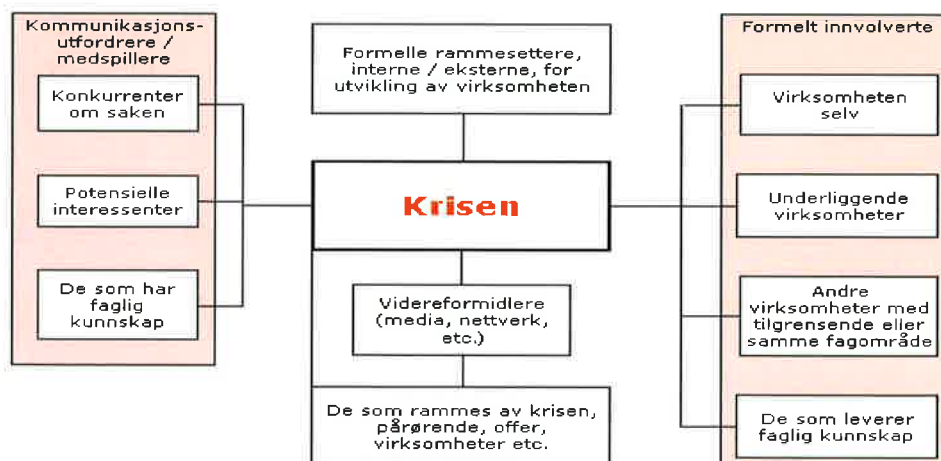 Kommunikasjons-
utfordrere /
medspillere
Konkurrenter
om saken
Potensielle
interessenter
De som har
faglig
kunnskap
Formelle rammesettere,
interne / eksterne, for
utvikling av virksomheten
Krisen
Videreformidlere
(media, nettverk,
etc.)
De som rammes av krisen,
pårørende, offer,
virksomheter etc.
Formelt innvolverte
Virksomheten
selv
Underliggende
virksomheter
Andre
virksomheter med
tilgrensende eller
samme fagområde
De som leverer
faglig kunnskap